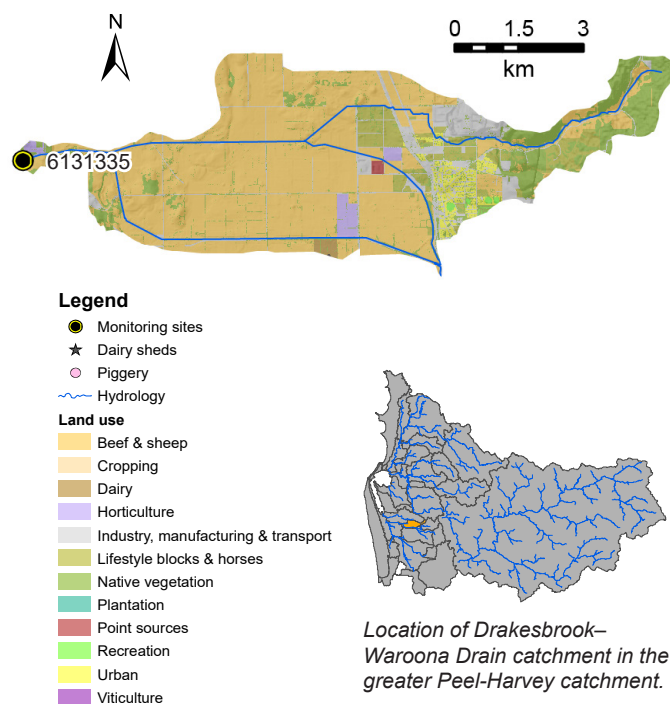 N
0 1.5 3
km
6131335
Legend
Monitoring sites
Dairy sheds
Piggery
Hydrology
Land use
Beef & sheep
Cropping
Dairy
Horticulture
Industry, manufacturing & transport
Lifestyle blocks & horses
Native vegetation
Plantation
Point sources
Recreation
Urban
Viticulture
Location of Drakesbrook–
Waroona Drain catchment in the
greater Peel-Harvey catchment.